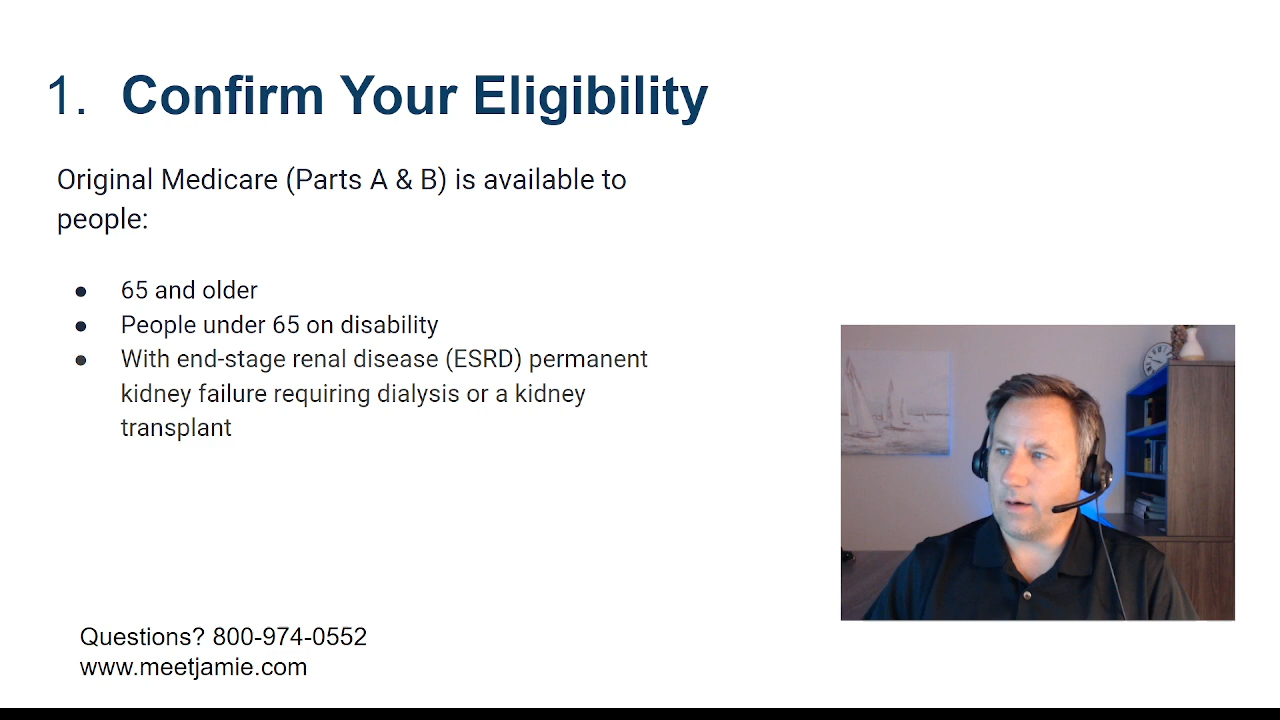 1. Confirm Your Eligibility
Original Medicare (Parts A & B) is available to
people:
● 65 and older
● People under 65 on disability
● With end-stage renal disease (ESRD) permanent
kidney failure requiring dialysis or a kidney
transplant
Questions? 800-974-0552
www.meetjamie.com